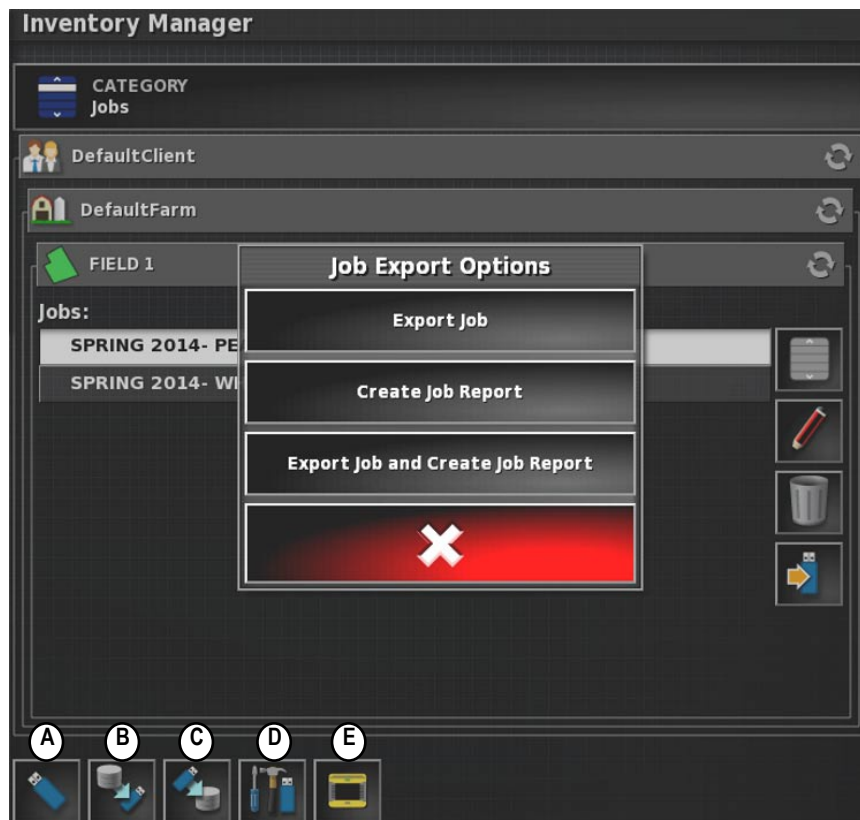 Inventory Manager
CATEGORY
Jobs
DefaultClient
DefaultFarm
FIELD 1
Job Export Options
Jobs:
Export Job
SPRING 2014- PE
SPRING 2014- WH
Create Job Report
Export Job and Create Job Report
A
B
C
D
E